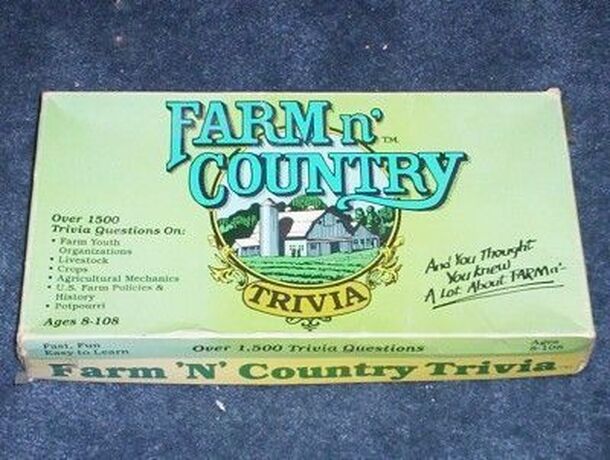 FARM n' ™
COUNTRY
TRIVIA
Over 1500
Trivia Questions On:
• Farm Youth
Organizations
• Livestock
• Crops
• Agricultural Mechanics
• U.S. Farm Policies &
History
• Potpourri
Ages 8-108
And You Thought
You Knew
A Lot About FARM n'-
Fast, Fun
Easy to Learn
Over 1,500 Trivia Questions
Ages
8-108
Farm 'N' Country Trivia